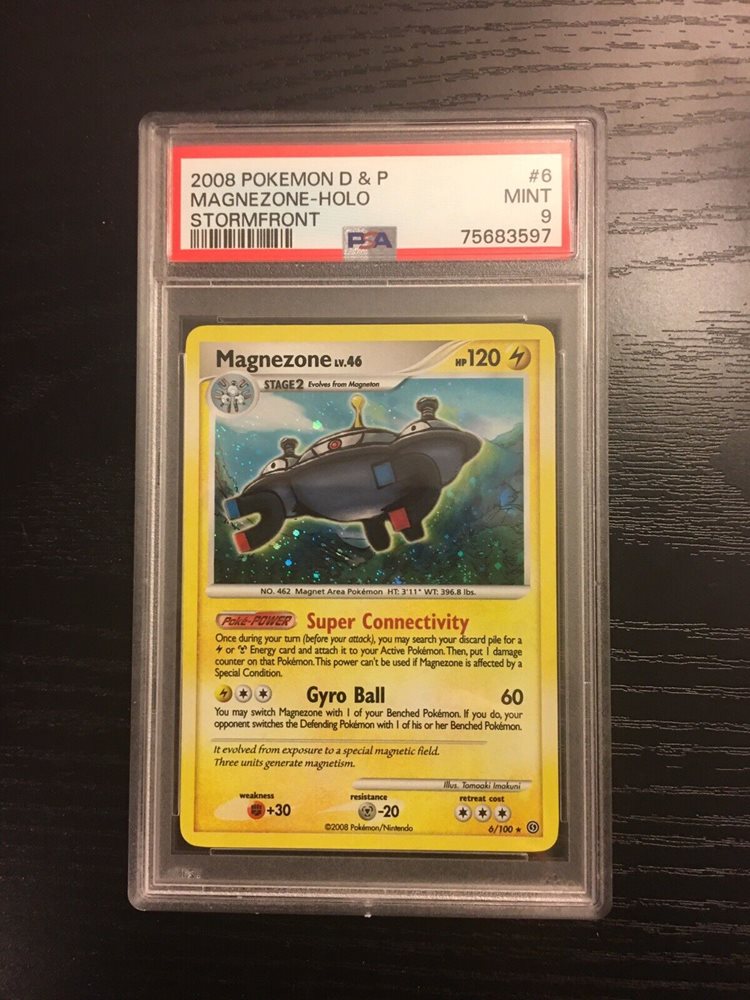 2008 POKEMON D & P #6
MAGNEZONE-HOLO MINT
STORMFRONT 9
PSA 75683597
Magnezone LV.46 HP 120
STAGE2 Evolves from Magneton
NO. 462 Magnet Area Pokémon HT: 3'11" WT: 396.8 lbs.
Poké-POWER Super Connectivity
Once during your turn (before your attack), you may search your discard pile for a
or Energy card and attach it to your Active Pokémon. Then, put 1 damage
counter on that Pokémon. This power can't be used if Magnezone is affected by a
Special Condition.
Gyro Ball 60
You may switch Magnezone with 1 of your Benched Pokémon. If you do, your
opponent switches the Defending Pokémon with 1 of his or her Benched Pokémon.
It evolved from exposure to a special magnetic field.
Three units generate magnetism.
Illus. Tomoaki Imakuni
weakness resistance retreat cost
+30 -20
©2008 Pokémon/Nintendo 6/100